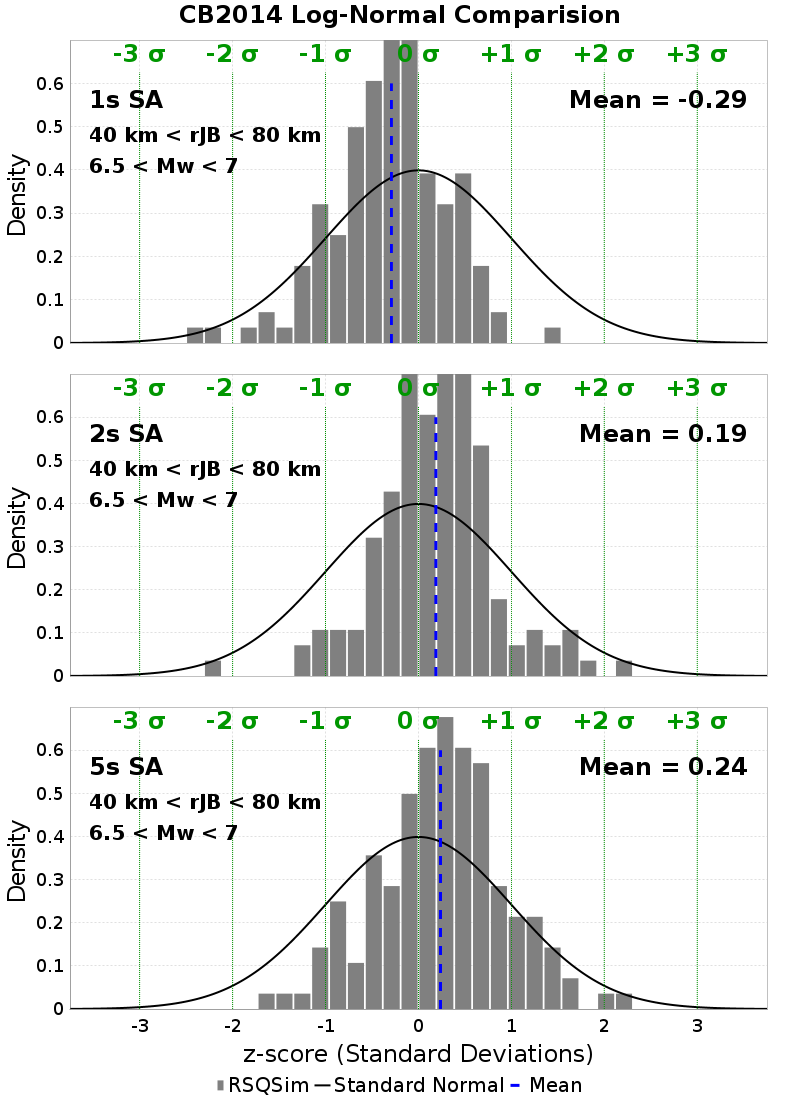 CB2014 Log-Normal Comparision
-3 σ -2 σ -1 σ 0 σ +1 σ +2 σ +3 σ
1s SA
Mean = -0.29
40 km < rJB < 80 km
6.5 < Mw < 7
0.6
0.5
0.4
0.3
0.2
0.1
0
Density
-3 σ -2 σ -1 σ 0 σ +1 σ +2 σ +3 σ
2s SA
Mean = 0.19
40 km < rJB < 80 km
6.5 < Mw < 7
0.6
0.5
0.4
0.3
0.2
0.1
0
Density
-3 σ -2 σ -1 σ 0 σ +1 σ +2 σ +3 σ
5s SA
Mean = 0.24
40 km < rJB < 80 km
6.5 < Mw < 7
0.6
0.5
0.4
0.3
0.2
0.1
0
Density
-3 -2 -1 0 1 2 3
z-score (Standard Deviations)
RSQSim Standard Normal Mean